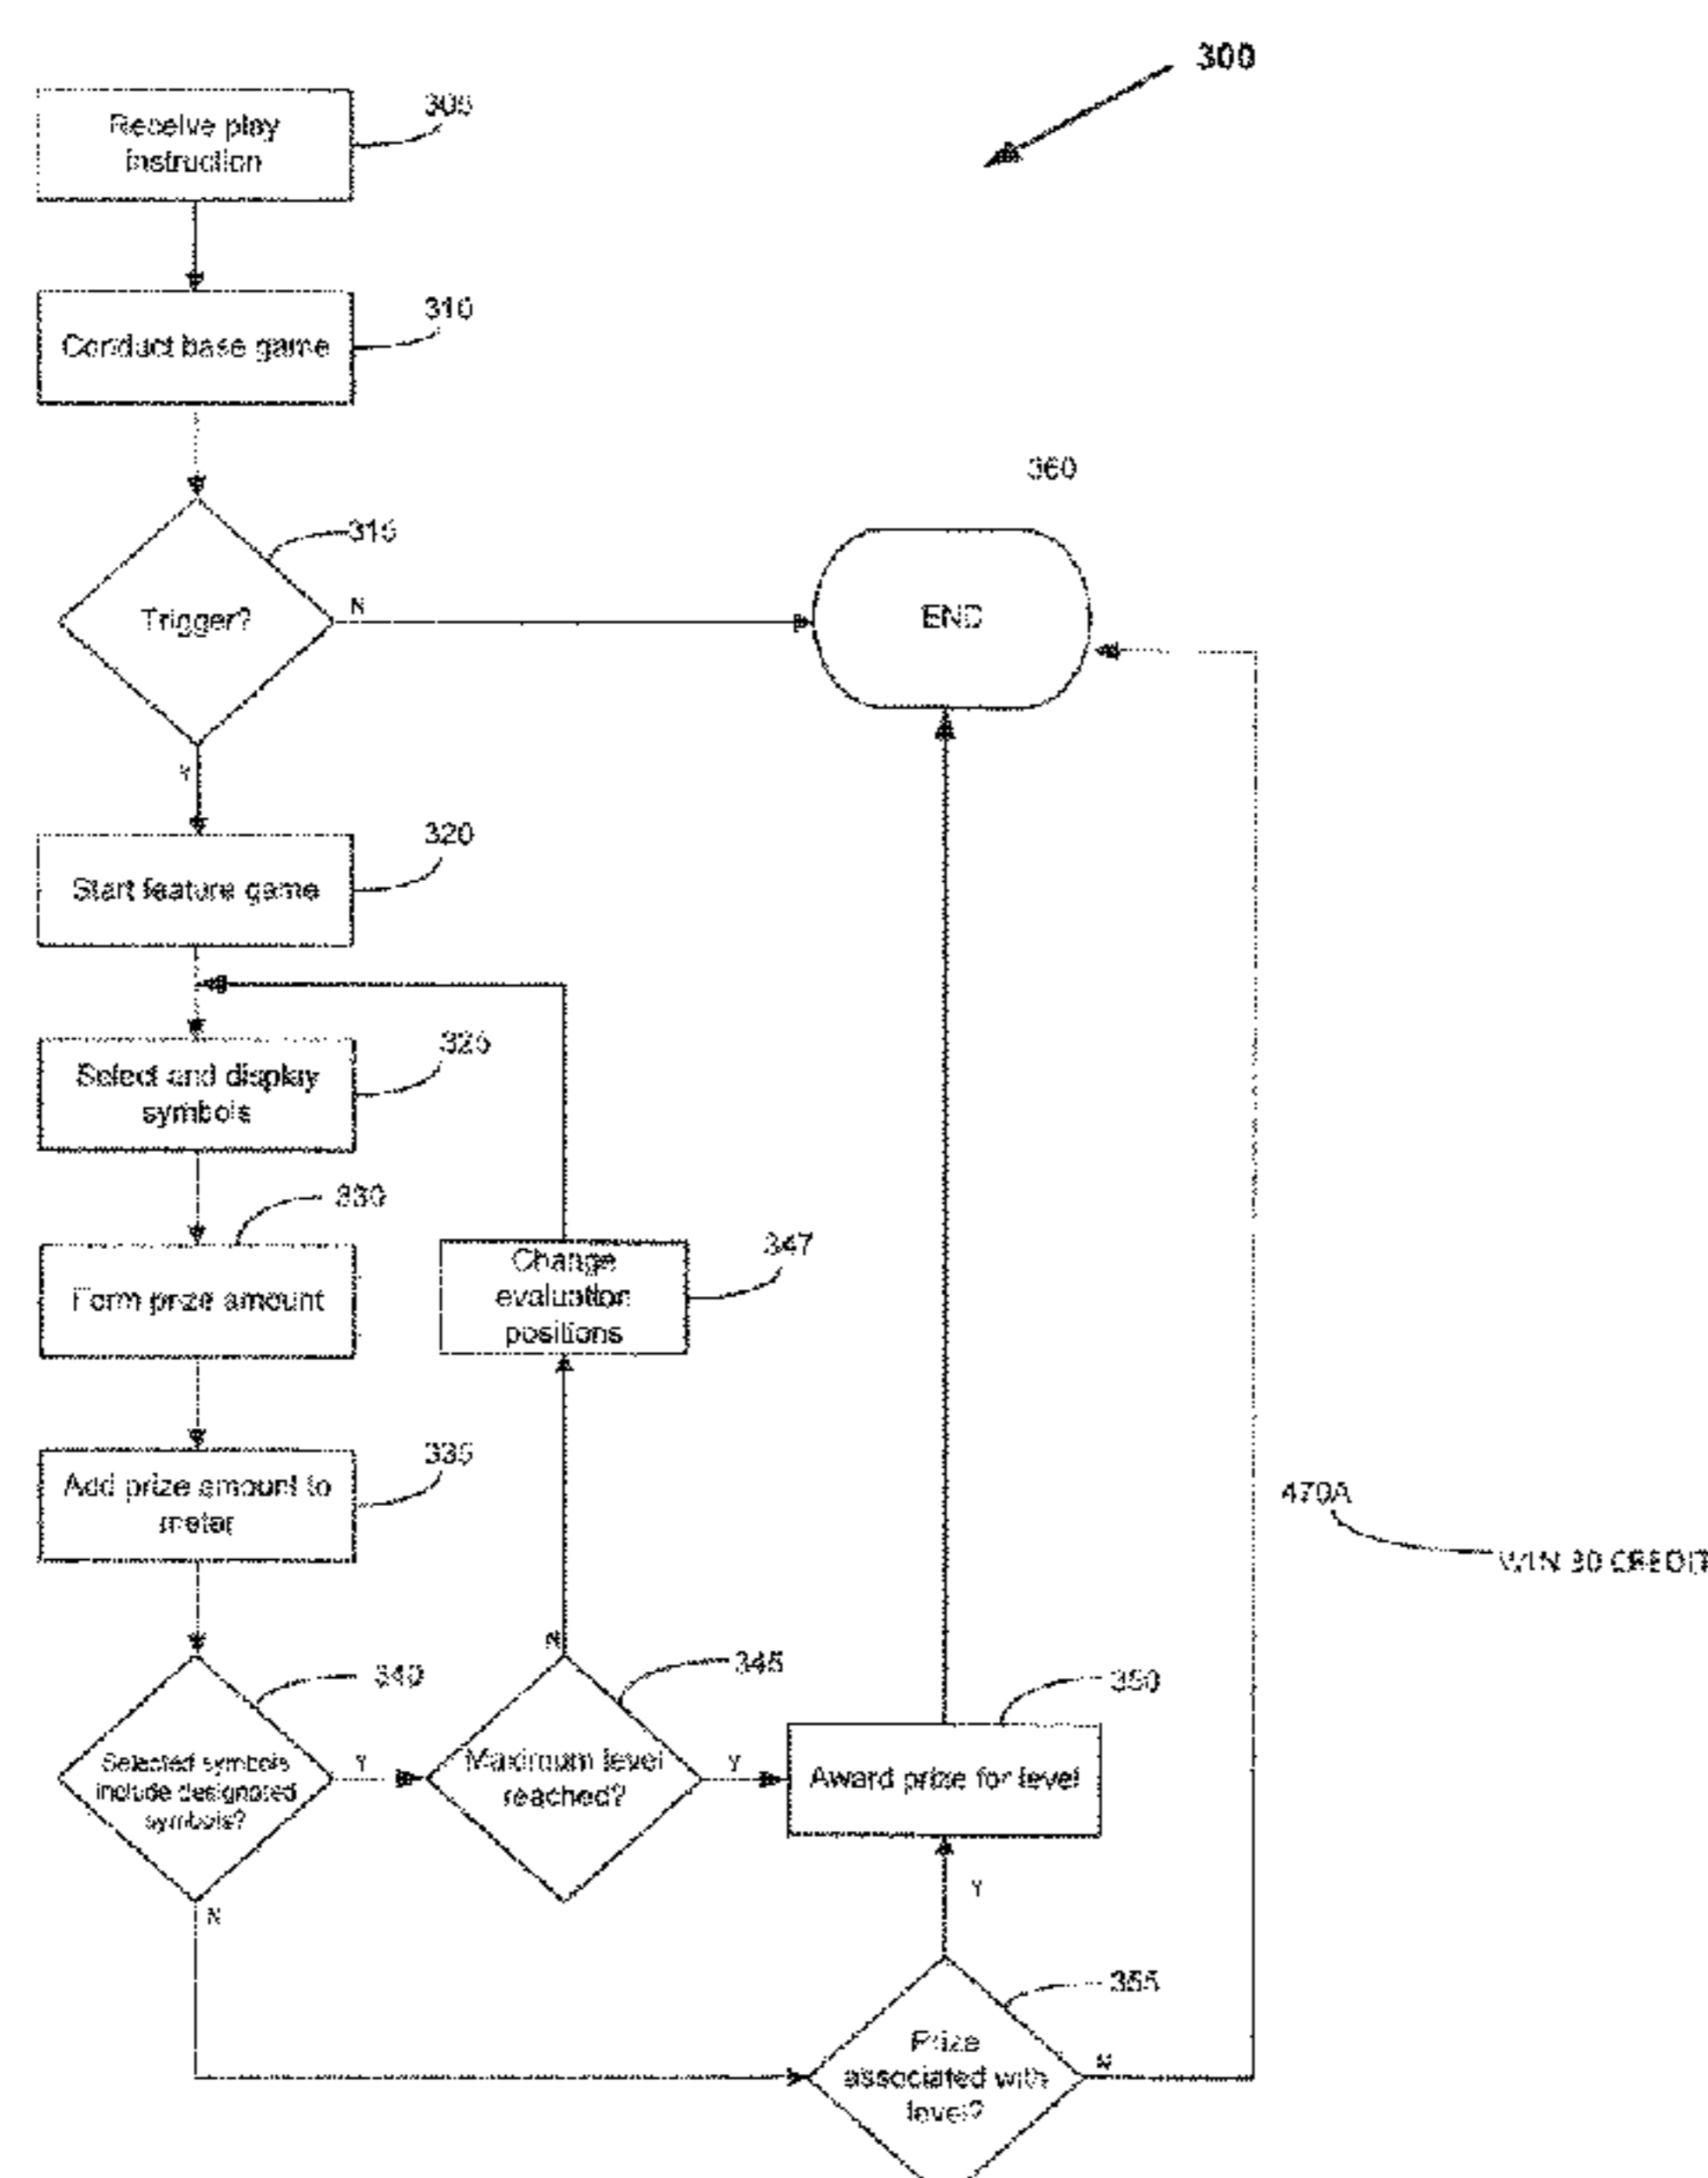 300
Receive play
instruction
305
Conduct base game
310
360
Trigger?
315
N
END
Y
Start feature game
320
Select and display
symbols
325
Form prize amount
330
Change
evaluation
positions
347
Add prize amount to
meter
335
470A
WIN 30 CREDIT
Selected symbols
include designated
symbols?
340
Y
N
Maximum level
reached?
345
N
Y
Award prize for level
350
Y
Prize
associated with
level?
355
N